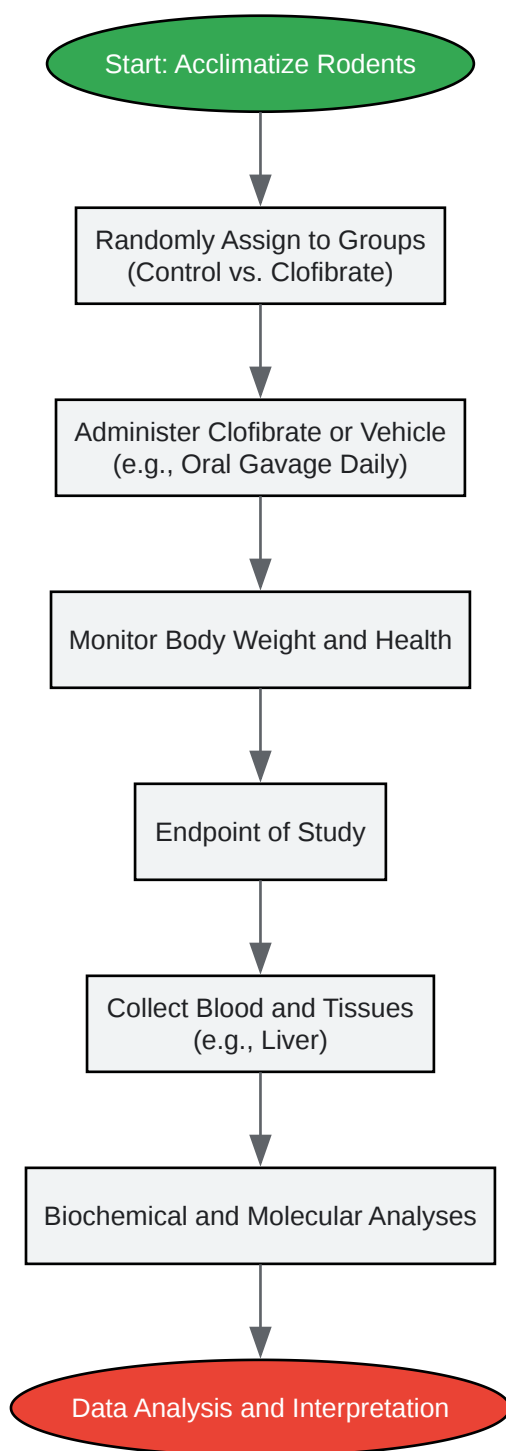 Start: Acclimatize Rodents
Randomly Assign to Groups
(Control vs. Clofibrate)
Administer Clofibrate or Vehicle
(e.g., Oral Gavage Daily)
Monitor Body Weight and Health
Endpoint of Study
Collect Blood and Tissues
(e.g., Liver)
Biochemical and Molecular Analyses
Data Analysis and Interpretation